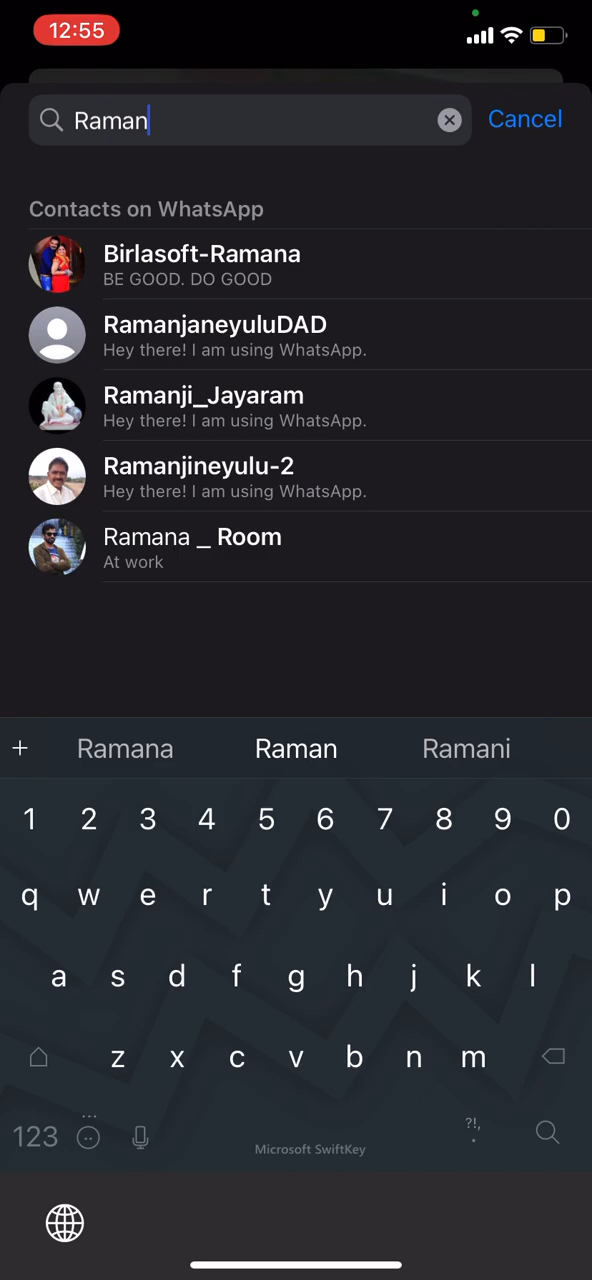 12:55
Raman
Cancel
Contacts on WhatsApp
Birlasoft-Ramana
BE GOOD. DO GOOD
RamanjaneyuluDAD
Hey there! I am using WhatsApp.
Ramanji_Jayaram
Hey there! I am using WhatsApp.
Ramanjineyulu-2
Hey there! I am using WhatsApp.
Ramana _ Room
At work
+ Ramana Raman Ramani
1 2 3 4 5 6 7 8 9 0
q w e r t y u i o p
a s d f g h j k l
z x c v b n m
123 ?!, .
Microsoft SwiftKey